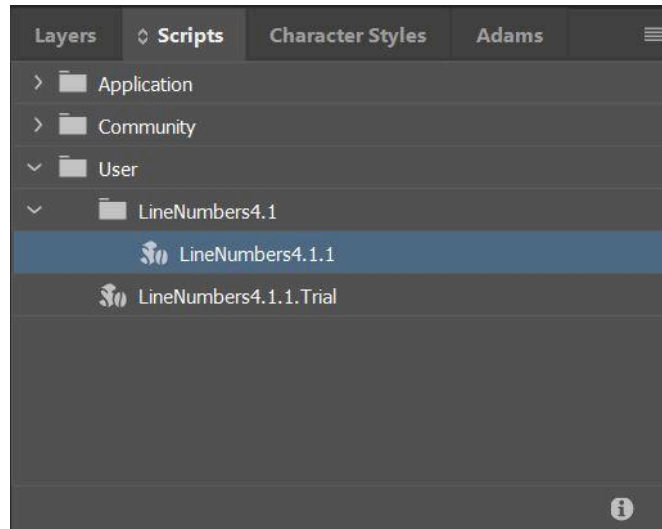 Layers Scripts Character Styles Adams
Application
Community
User
LineNumbers4.1
LineNumbers4.1.1
LineNumbers4.1.1.Trial